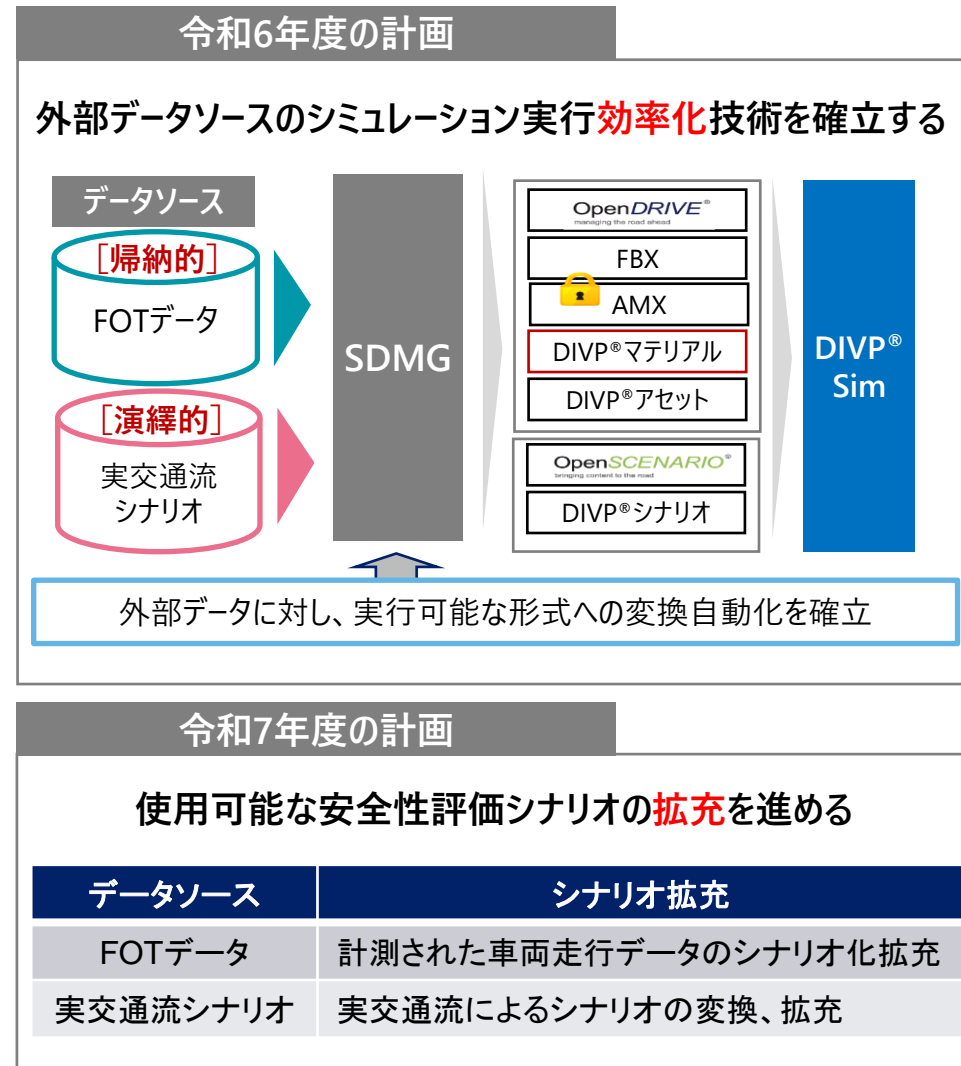 令和6年度の計画
外部データソースのシミュレーション実行効率化技術を確立する
データソース
[帰納的]
FOTデータ
[演繹的]
実交通流
シナリオ
SDMG
OpenDRIVE®
managing the road ahead
FBX
AMX
DIVP®マテリアル
DIVP®アセット
OpenSCENARIO®
bringing content to the road
DIVP®シナリオ
DIVP®
Sim
外部データに対し、実行可能な形式への変換自動化を確立
令和7年度の計画
使用可能な安全性評価シナリオの拡充を進める
データソース シナリオ拡充
FOTデータ 計測された車両走行データのシナリオ化拡充
実交通流シナリオ 実交通流によるシナリオの変換、拡充